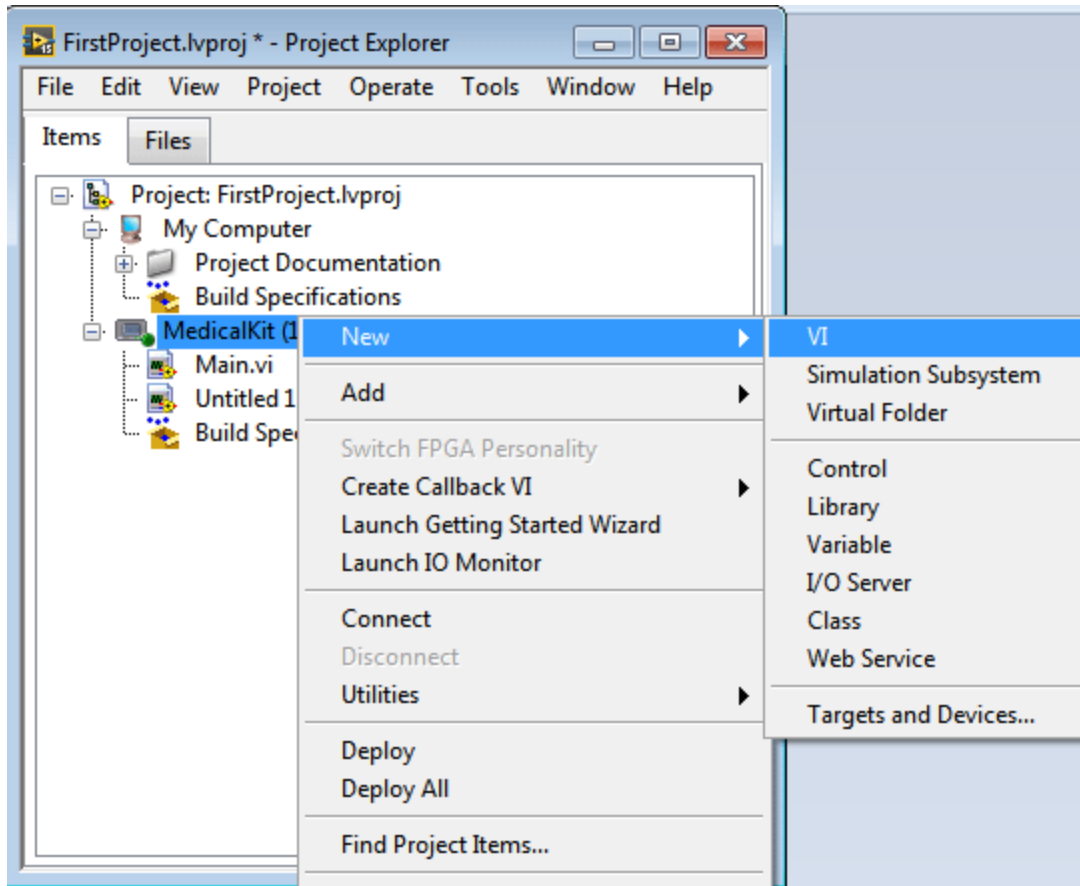 FirstProject.lvproj * - Project Explorer
File Edit View Project Operate Tools Window Help
Items Files
Project: FirstProject.lvproj
My Computer
Project Documentation
Build Specifications
MedicalKit (1
Main.vi
Untitled 1
Build Spe
New
Add
Switch FPGA Personality
Create Callback VI
Launch Getting Started Wizard
Launch IO Monitor
Connect
Disconnect
Utilities
Deploy
Deploy All
Find Project Items...
VI
Simulation Subsystem
Virtual Folder
Control
Library
Variable
I/O Server
Class
Web Service
Targets and Devices...